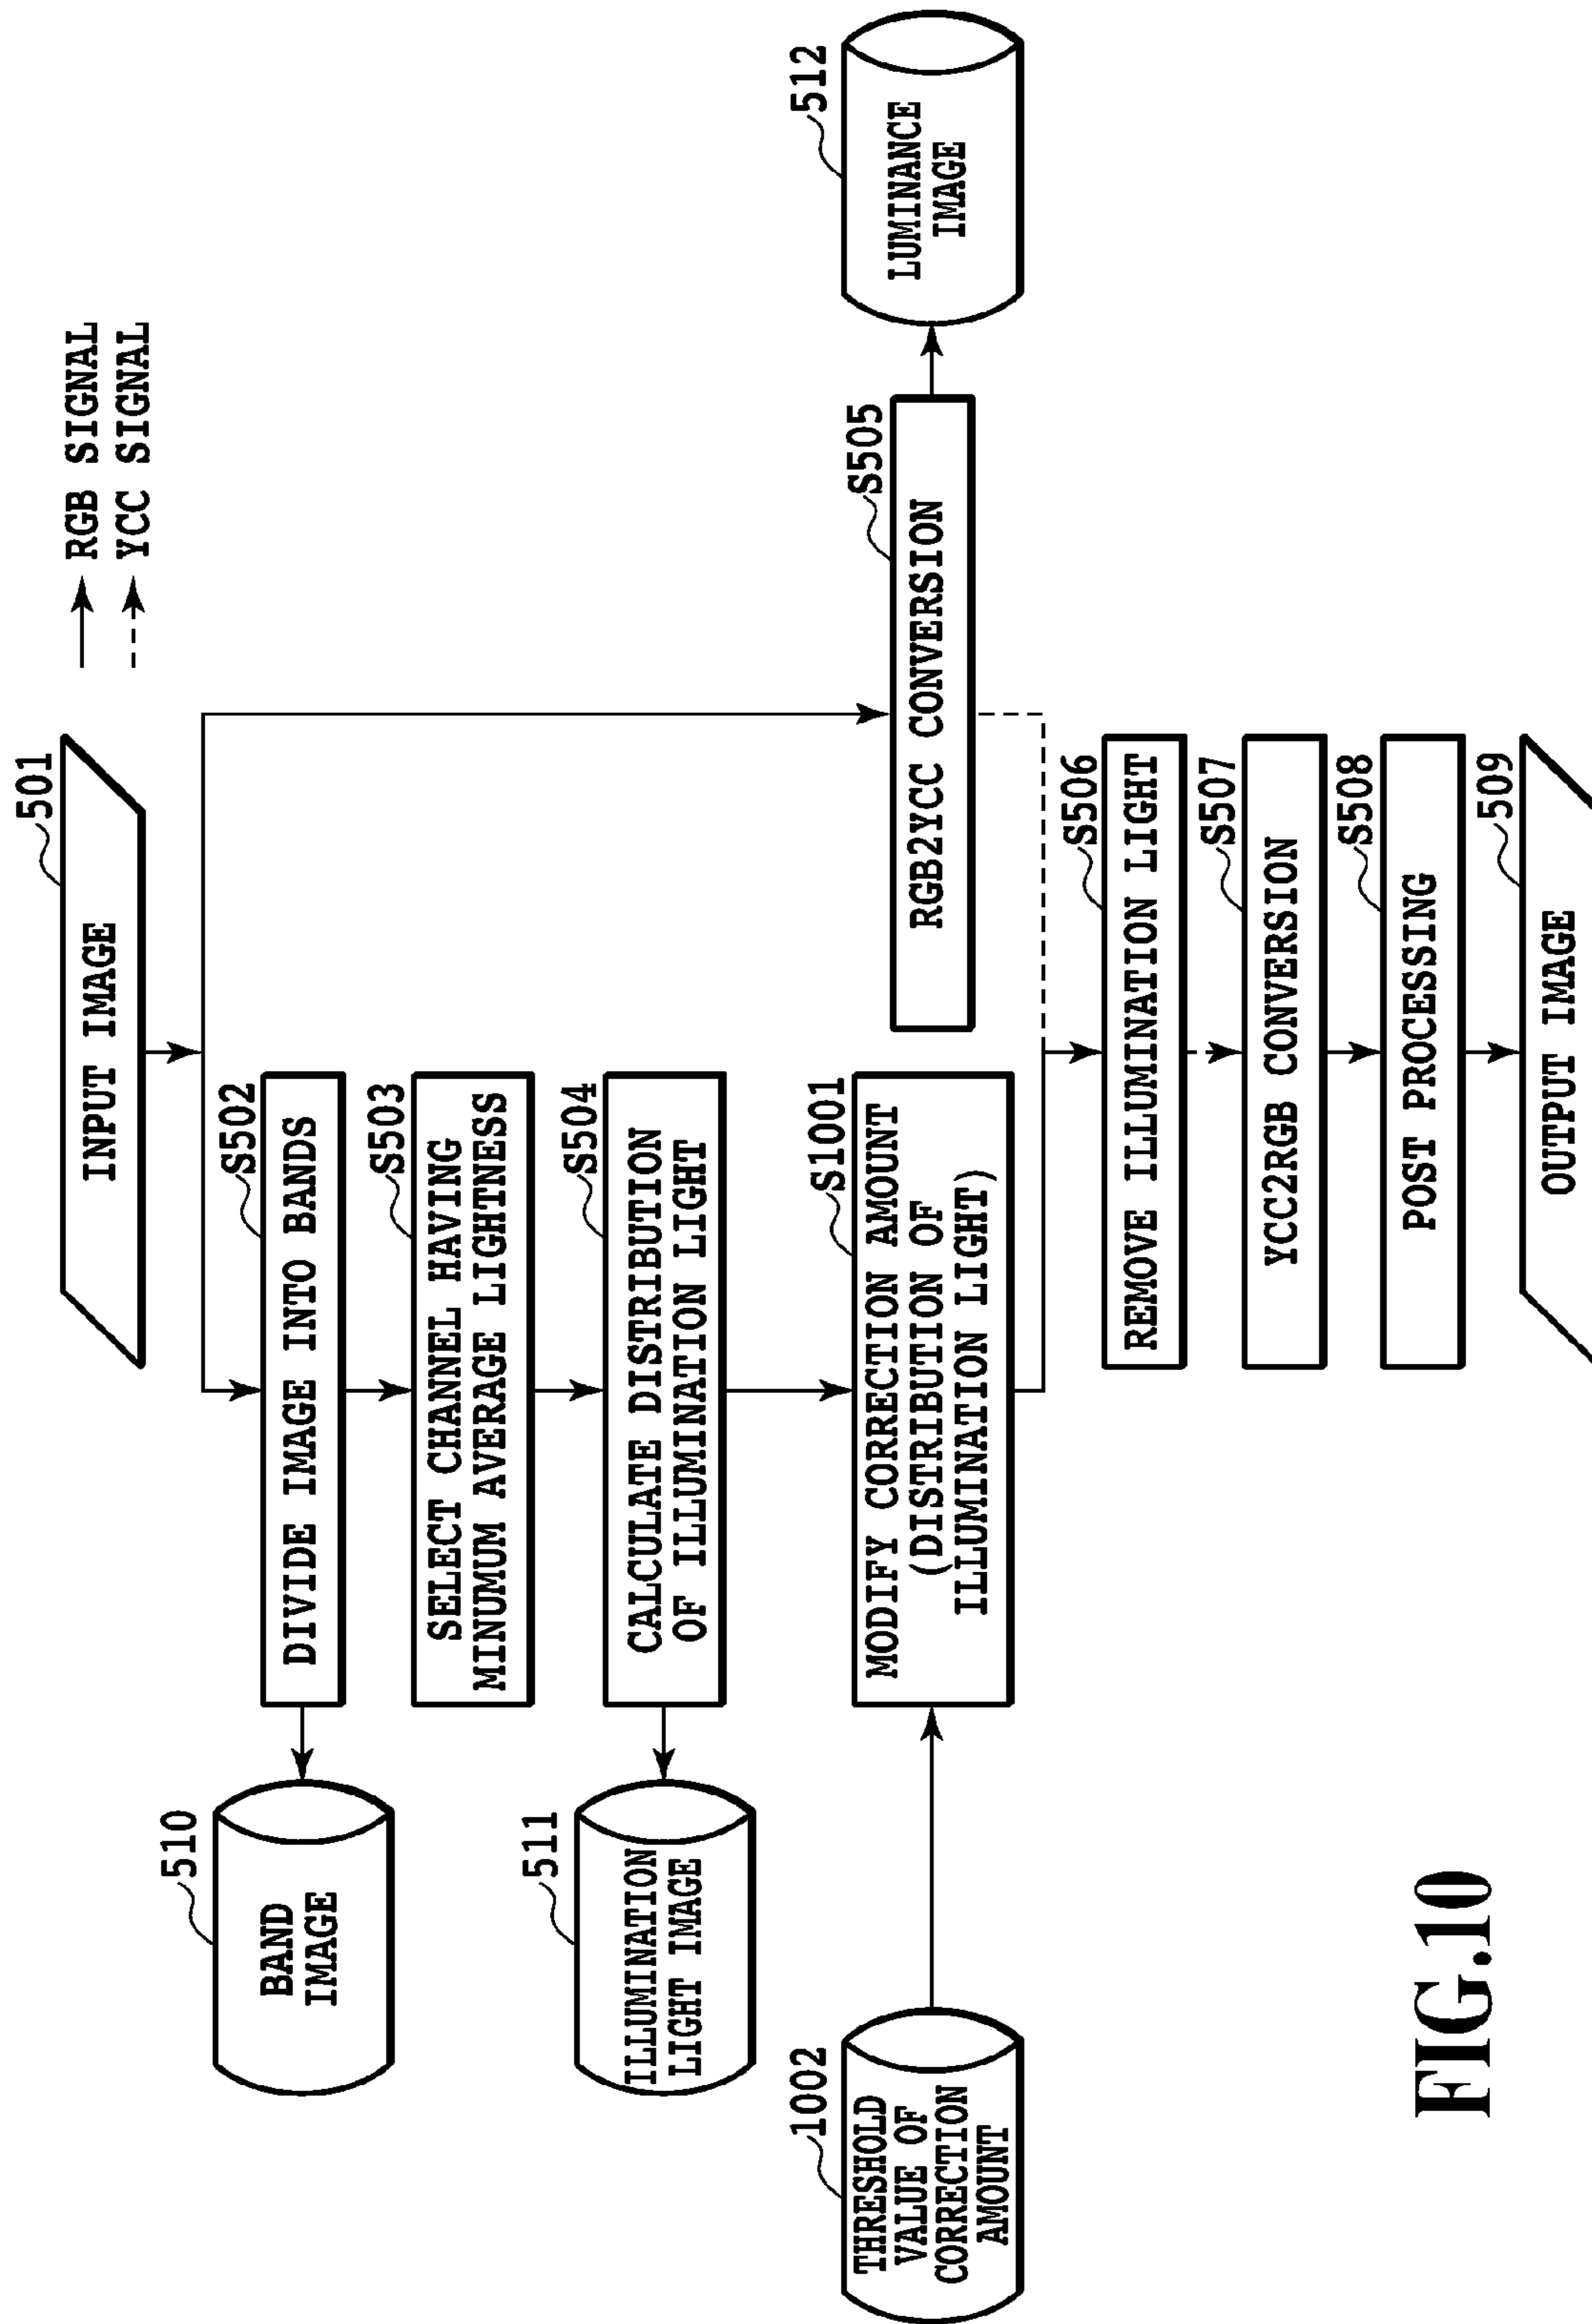 501
INPUT IMAGE
RGB SIGNAL
YCC SIGNAL
S502
DIVIDE IMAGE INTO BANDS
510
BAND
IMAGE
S503
SELECT CHANNEL HAVING
MINUMUM AVERAGE LIGHTNESS
S504
CALCULATE DISTRIBUTION
OF ILLUMINATION LIGHT
511
ILLUMINATION
LIGHT IMAGE
S1001
MODIFY CORRECTION AMOUNT
(DISTRIBUTION OF
ILLUMINATION LIGHT)
1002
THRESHOLD
VALUE OF
CORRECTION
AMOUNT
S505
RGB2YCC CONVERSION
512
LUMINANCE
IMAGE
S506
REMOVE ILLUMINATION LIGHT
S507
YCC2RGB CONVERSION
S508
POST PROCESSING
509
OUTPUT IMAGE
FIG.10